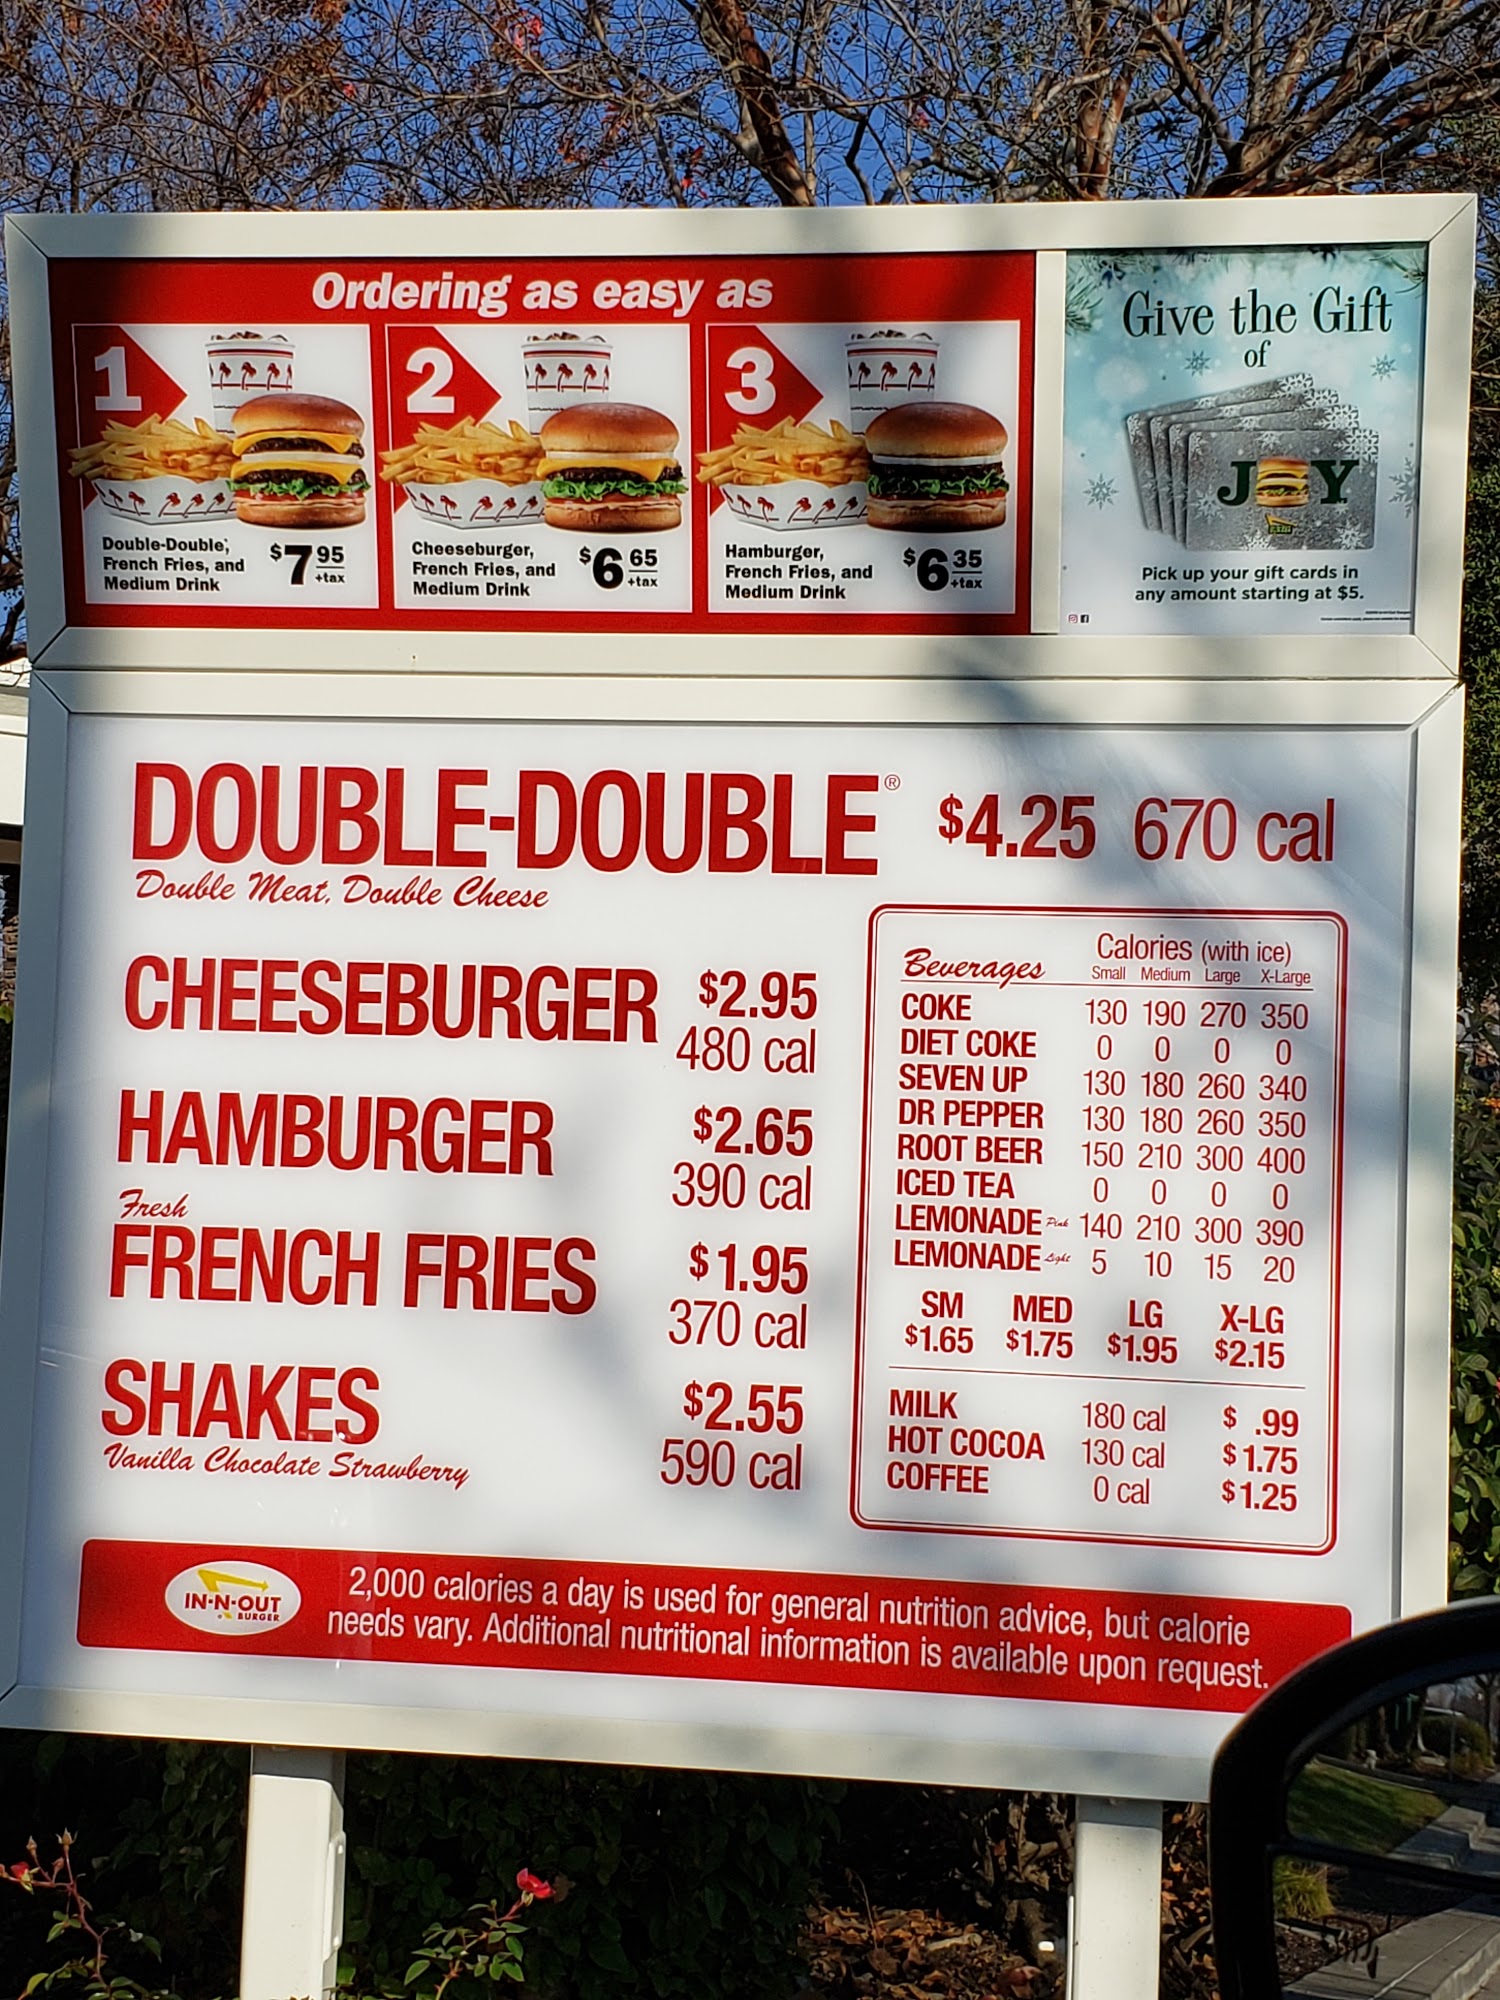 Ordering as easy as
1
Double-Double®,
French Fries, and
Medium Drink
$7.95
+tax
2
Cheeseburger,
French Fries, and
Medium Drink
$6.65
+tax
3
Hamburger,
French Fries, and
Medium Drink
$6.35
+tax
Give the Gift
of
J Y
Pick up your gift cards in
any amount starting at $5.
DOUBLE-DOUBLE® $4.25 670 cal
Double Meat, Double Cheese
CHEESEBURGER $2.95
480 cal
HAMBURGER $2.65
390 cal
Fresh
FRENCH FRIES $1.95
370 cal
SHAKES $2.55
Vanilla Chocolate Strawberry 590 cal
Beverages Calories (with ice)
Small Medium Large X-Large
COKE 130 190 270 350
DIET COKE 0 0 0 0
SEVEN UP 130 180 260 340
DR PEPPER 130 180 260 350
ROOT BEER 150 210 300 400
ICED TEA 0 0 0 0
LEMONADE Pink 140 210 300 390
LEMONADE Light 5 10 15 20
SM MED LG X-LG
$1.65 $1.75 $1.95 $2.15
MILK 180 cal $ .99
HOT COCOA 130 cal $1.75
COFFEE 0 cal $1.25
IN-N-OUT
BURGER
2,000 calories a day is used for general nutrition advice, but calorie
needs vary. Additional nutritional information is available upon request.